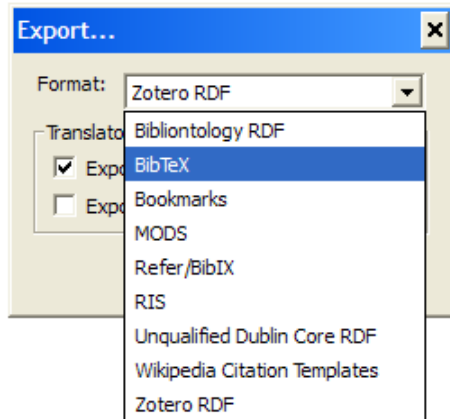 Export...
Format:
Zotero RDF
Bibliontology RDF
BibTeX
Bookmarks
MODS
Refer/BibIX
RIS
Unqualified Dublin Core RDF
Wikipedia Citation Templates
Zotero RDF
Translato
Expo
Expo